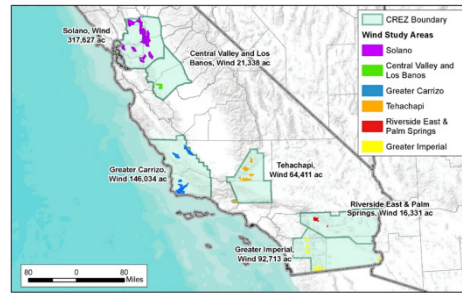 Solano, Wind
317,627 ac
Central Valley and Los
Banos, Wind 21,338 ac
Greater Carrizo,
Wind 146,034 ac
Tehachapi,
Wind 64,411 ac
Riverside East & Palm
Springs, Wind 16,331 ac
Greater Imperial,
Wind 92,713 ac
CREZ Boundary
Wind Study Areas
Solano
Central Valley and
Los Banos
Greater Carrizo
Tehachapi
Riverside East &
Palm Springs
Greater Imperial
80 0 80
Miles